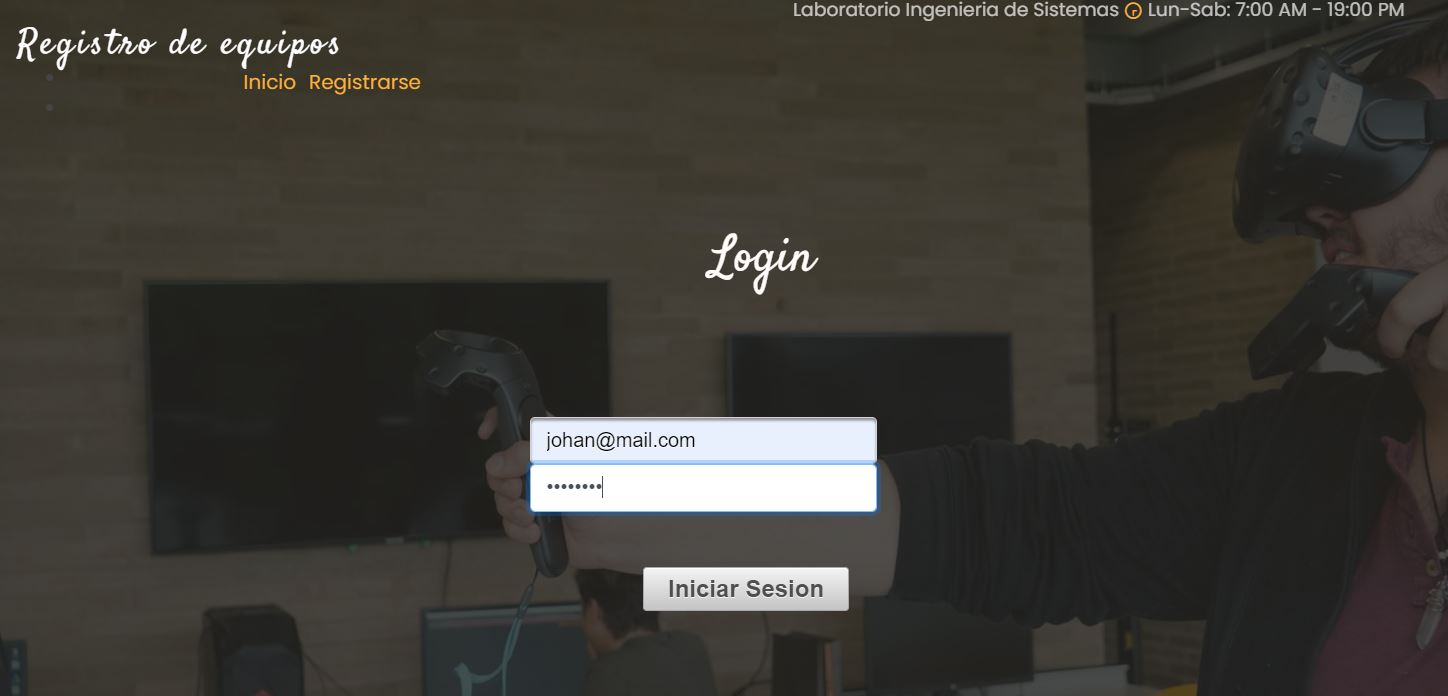 Laboratorio Ingenieria de Sistemas Lun-Sab: 7:00 AM - 19:00 PM
Registro de equipos
Inicio Registrarse
Login
johan@mail.com
••••••••
Iniciar Sesion